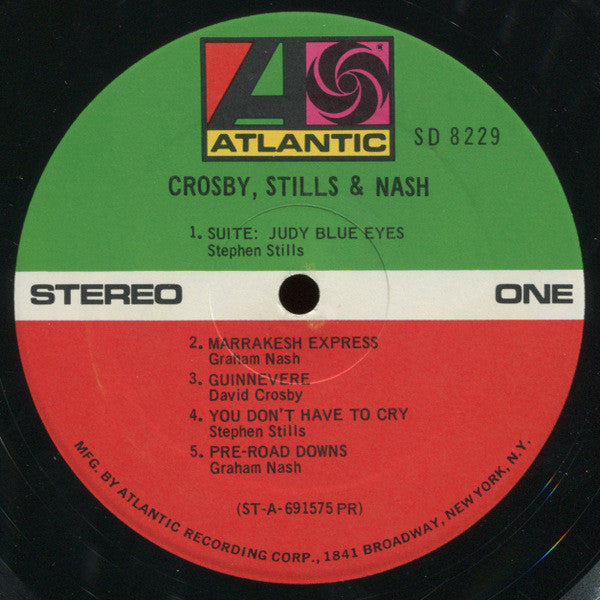 ATLANTIC
SD 8229
CROSBY, STILLS & NASH
1. SUITE: JUDY BLUE EYES
Stephen Stills
STEREO
ONE
2. MARRAKESH EXPRESS
Graham Nash
3. GUINNEVERE
David Crosby
4. YOU DON'T HAVE TO CRY
Stephen Stills
5. PRE-ROAD DOWNS
Graham Nash
(ST-A-691575 PR)
MFG. BY ATLANTIC RECORDING CORP., 1841 BROADWAY, NEW YORK, N.Y.